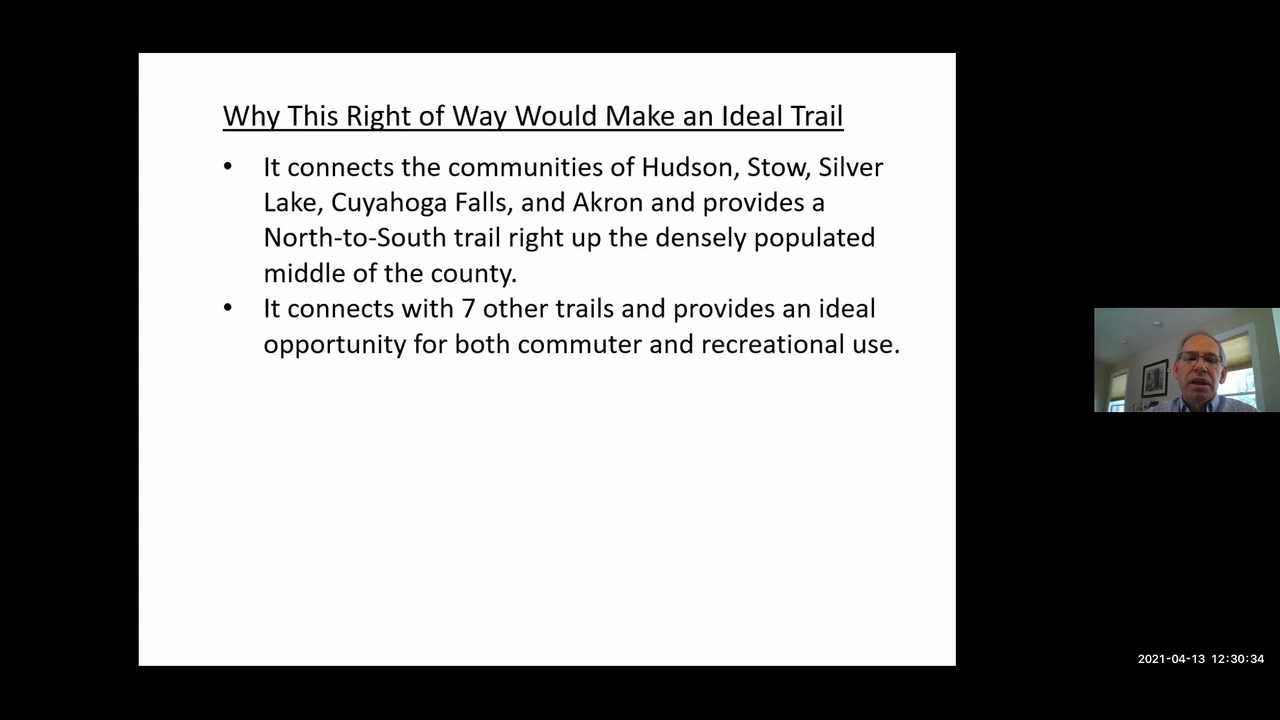 Why This Right of Way Would Make an Ideal Trail
• It connects the communities of Hudson, Stow, Silver
Lake, Cuyahoga Falls, and Akron and provides a
North-to-South trail right up the densely populated
middle of the county.
• It connects with 7 other trails and provides an ideal
opportunity for both commuter and recreational use.
2021-04-13 12:30:34